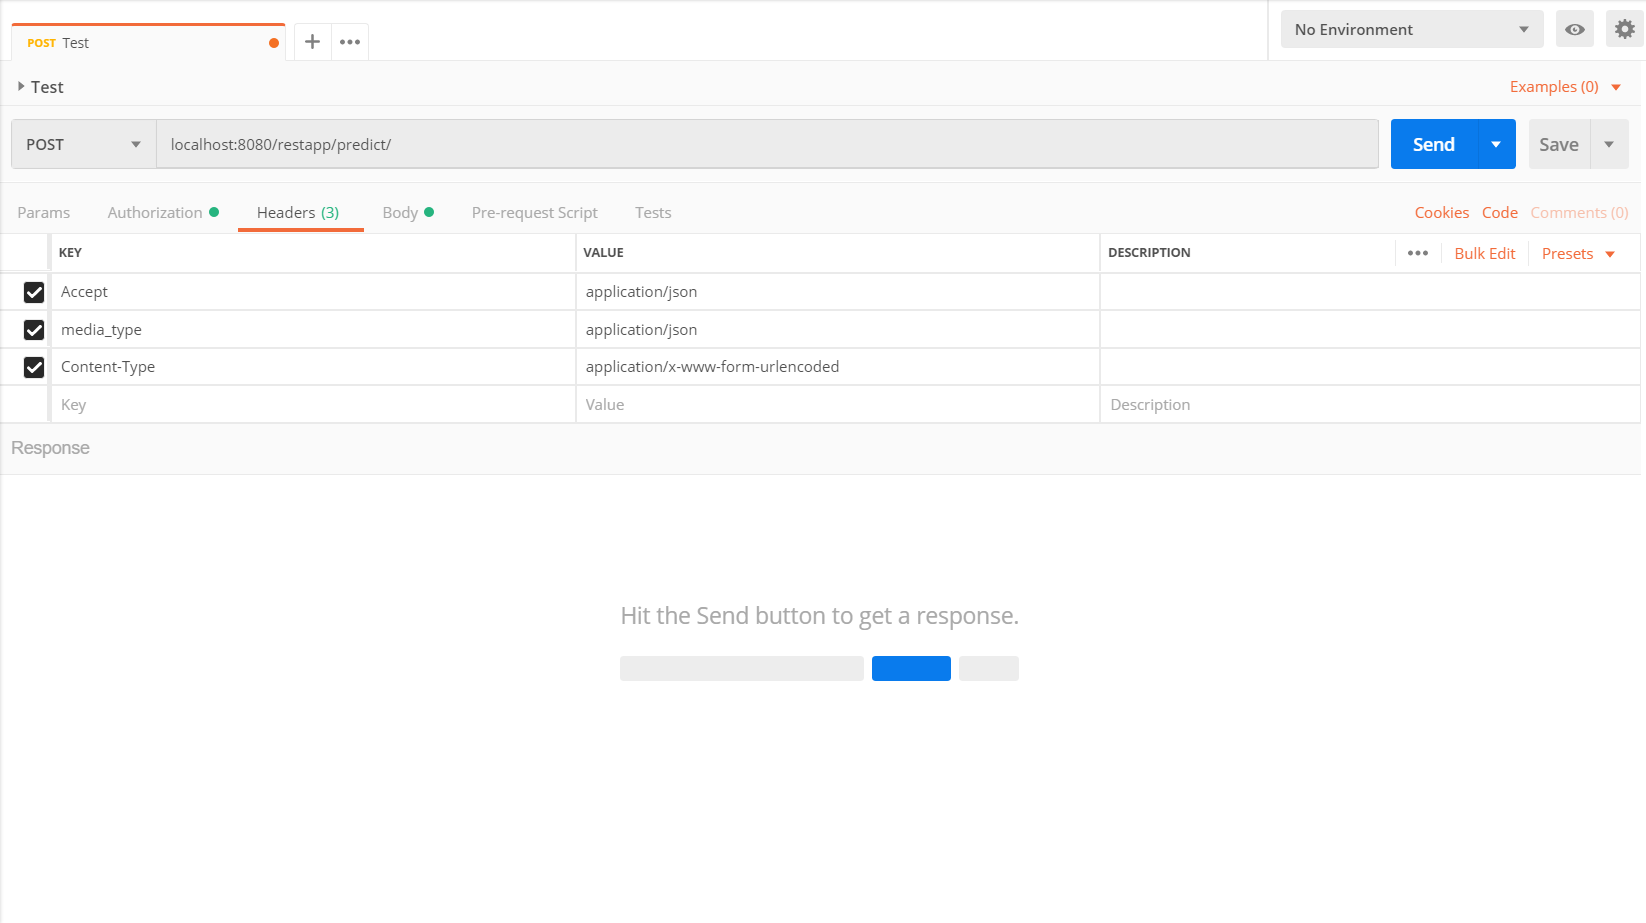 POST Test
No Environment
Test
Examples (0)
POST
localhost:8080/restapp/predict/
Send
Save
Params Authorization Headers (3) Body Pre-request Script Tests
Cookies Code Comments (0)
KEY VALUE DESCRIPTION Bulk Edit Presets
Accept application/json
media_type application/json
Content-Type application/x-www-form-urlencoded
Key Value Description
Response
Hit the Send button to get a response.